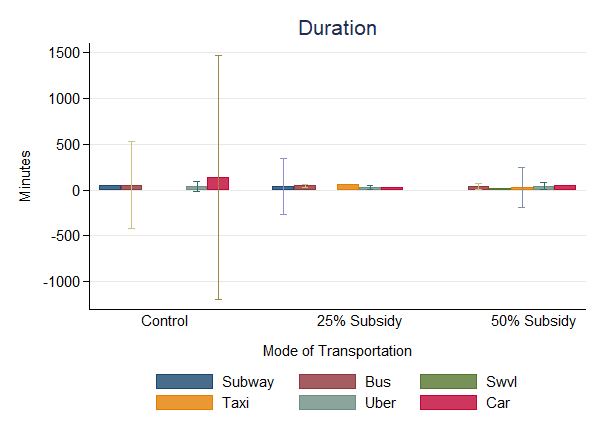 Duration
Minutes
1500
1000
500
0
-500
-1000
Control 25% Subsidy 50% Subsidy
Mode of Transportation
Subway Bus Swvl
Taxi Uber Car